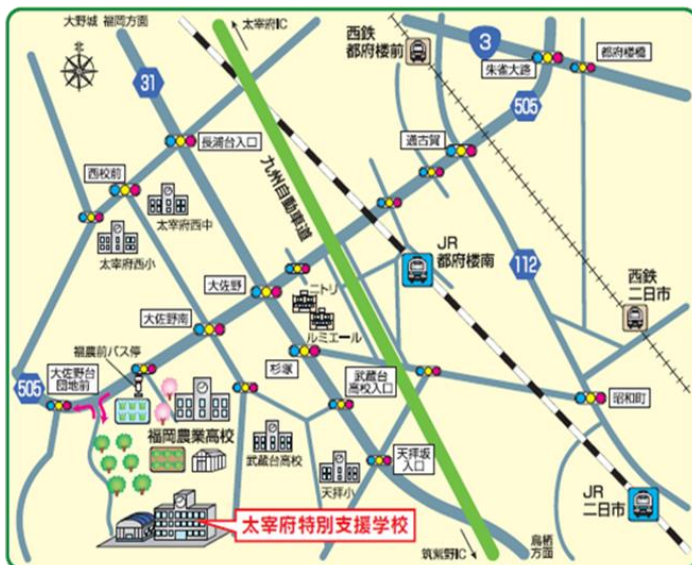 大野城 福岡方面
太宰府IC
北
31
西鉄
都府楼前
3
朱雀大路
都府楼橋
505
長浦台入口
通古賀
西校前
太宰府西中
太宰府西小
九州自動車道
JR
都府楼南
112
西鉄
二日市
大佐野
ニトリ
ルミエール
大佐野南
杉塚
福農前バス停
大佐野台
団地前
505
武蔵台
高校入口
昭和町
福岡農業高校
武蔵台高校
天拝小
天拝坂
入口
JR
二日市
太宰府特別支援学校
筑紫野IC
鳥栖
方面